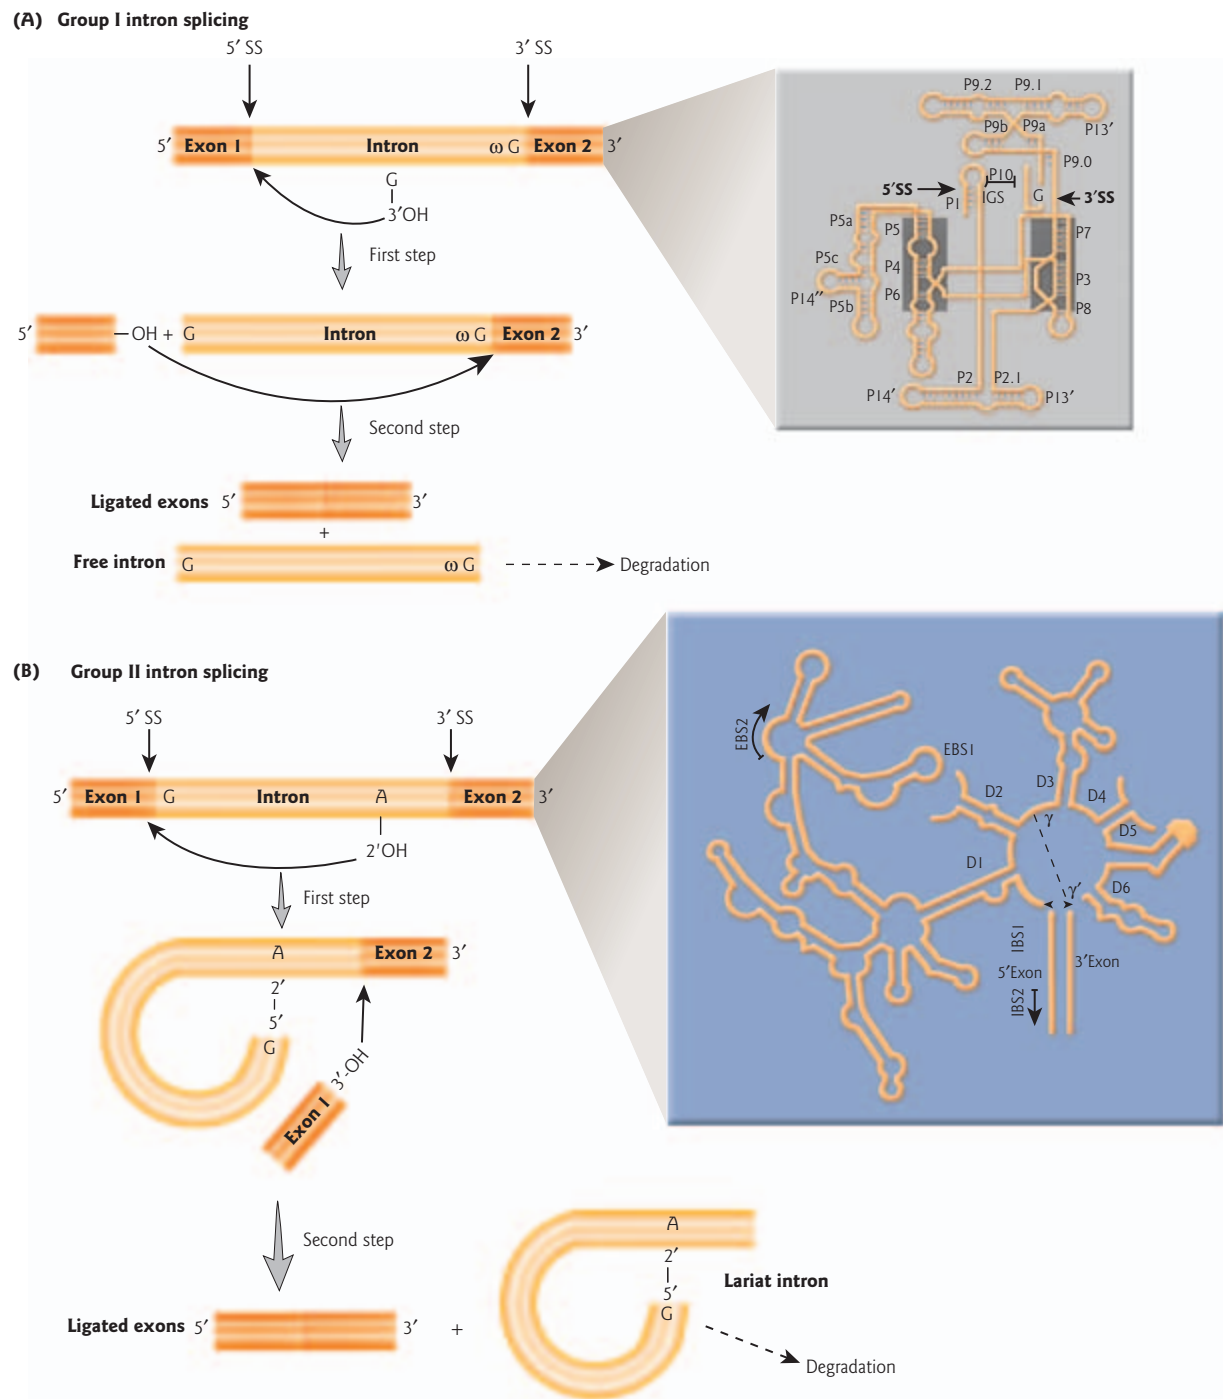 (A) Group I intron splicing
5′ SS 3′ SS
5′ Exon 1 Intron ω G Exon 2 3′
G
3′OH
First step
5′ OH + G Intron ω G Exon 2 3′
Second step
Ligated exons 5′ 3′
+
Free intron G ω G Degradation
P9.2 P9.1
P9b P9a P13′
P9.0
P10
5′SS P1 IGS G 3′SS
P5a P5 P7
P5c P4 P3
P14″ P5b P6 P8
P2 P2.1
P14′ P13′
(B) Group II intron splicing
5′ SS 3′ SS
5′ Exon 1 G Intron A Exon 2 3′
2′OH
First step
A Exon 2 3′
2′
5′
G
3′-OH
Exon 1
Second step
Ligated exons 5′ 3′ +
A
2′
5′
G
Lariat intron
Degradation
EBS2
EBS1
D2 D3 D4
γ D5
D1
γ′ D6
IBS1
5′Exon 3′Exon
IBS2